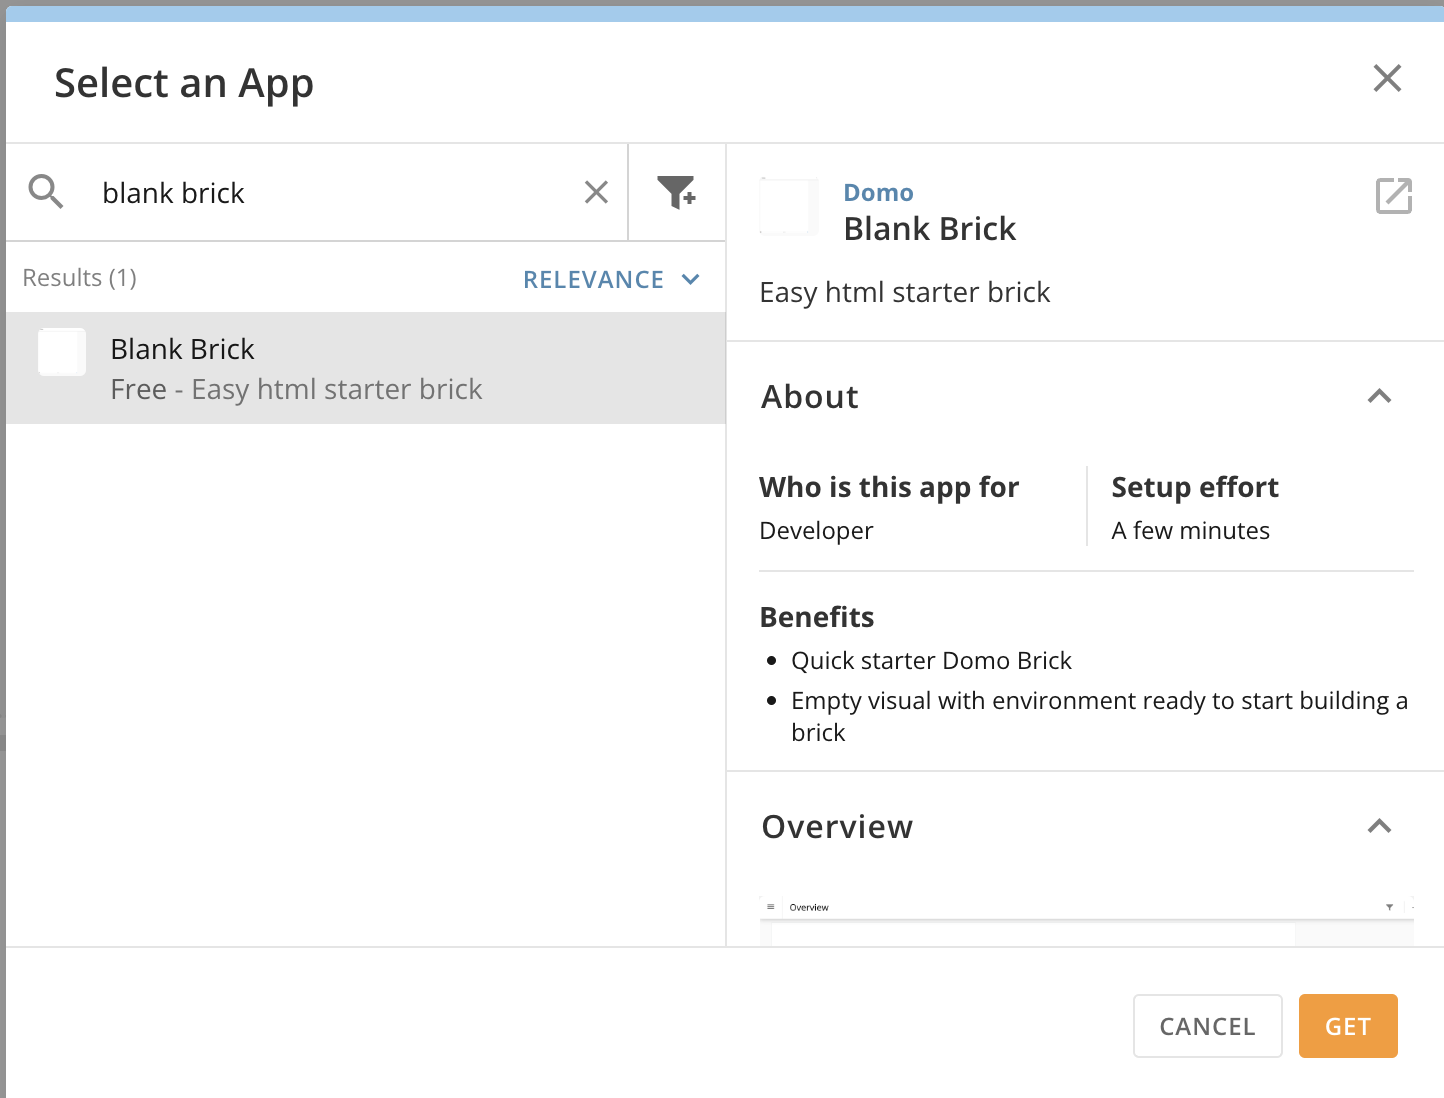 Select an App
blank brick
Results (1)
RELEVANCE
Blank Brick
Free - Easy html starter brick
Domo
Blank Brick
Easy html starter brick
About
Who is this app for
Developer
Setup effort
A few minutes
Benefits
• Quick starter Domo Brick
• Empty visual with environment ready to start building a
brick
Overview
Overview
CANCEL
GET